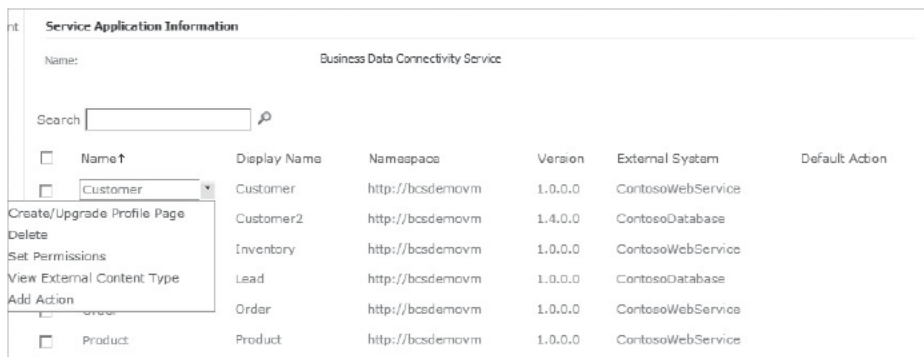 nt Service Application Information
Name: Business Data Connectivity Service
Search
Name↑ Display Name Namespace Version External System Default Action
Customer Customer http://bcsdemovm 1.0.0.0 ContosoWebService
Create/Upgrade Profile Page
Customer2 http://bcsdemovm 1.4.0.0 ContosoDatabase
Delete
Inventory http://bcsdemovm 1.0.0.0 ContosoWebService
Set Permissions
View External Content Type
Lead http://bcsdemovm 1.0.0.0 ContosoDatabase
Add Action
Order http://bcsdemovm 1.0.0.0 ContosoWebService
Product Product http://bcsdemovm 1.0.0.0 ContosoWebService